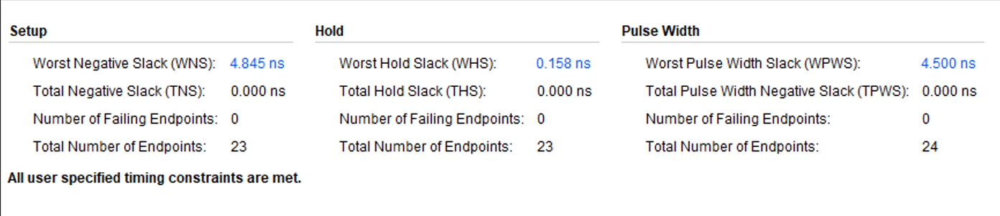 Setup
Worst Negative Slack (WNS): 4.845 ns
Total Negative Slack (TNS): 0.000 ns
Number of Failing Endpoints: 0
Total Number of Endpoints: 23
Hold
Worst Hold Slack (WHS): 0.158 ns
Total Hold Slack (THS): 0.000 ns
Number of Failing Endpoints: 0
Total Number of Endpoints: 23
Pulse Width
Worst Pulse Width Slack (WPWS): 4.500 ns
Total Pulse Width Negative Slack (TPWS): 0.000 ns
Number of Failing Endpoints: 0
Total Number of Endpoints: 24
All user specified timing constraints are met.